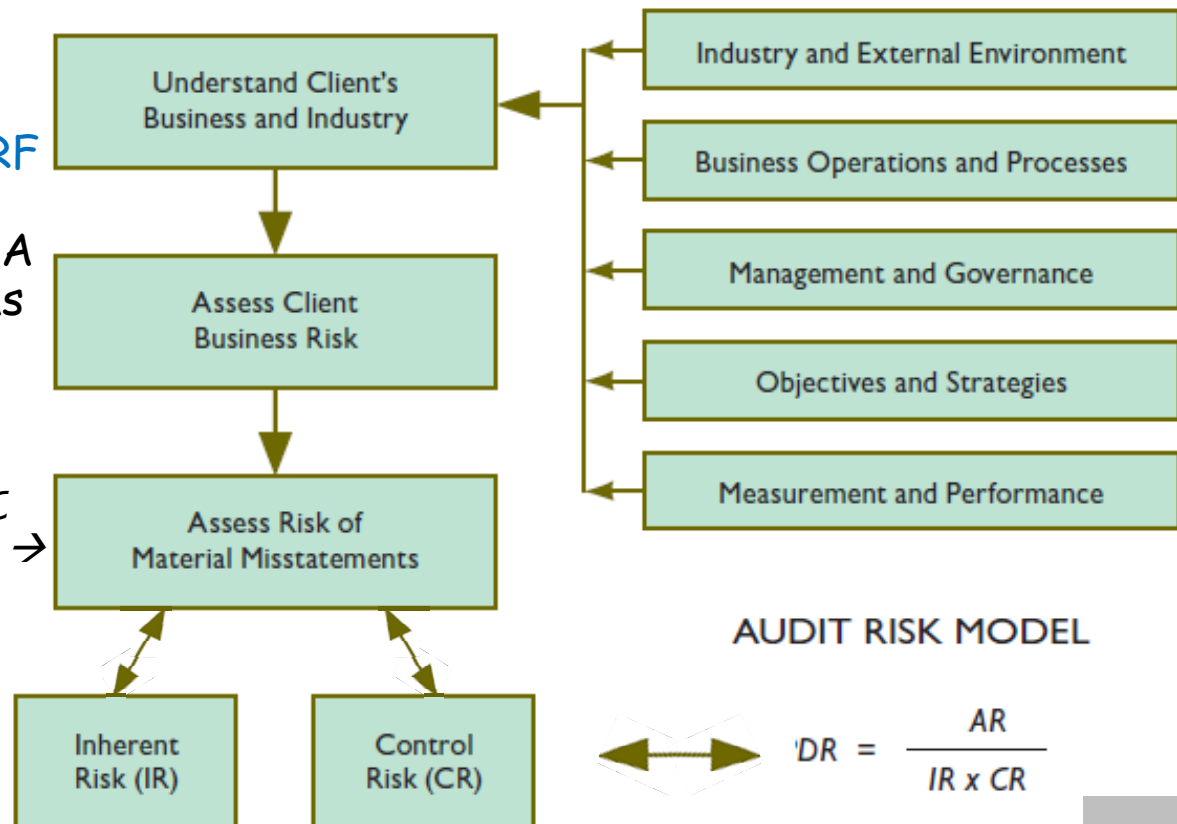 Understand Client's
Business and Industry
RF
A
Assess Client
Business Risk
Assess Risk of
Material Misstatements
→
Inherent
Risk (IR)
Control
Risk (CR)
Industry and External Environment
Business Operations and Processes
Management and Governance
Objectives and Strategies
Measurement and Performance
AUDIT RISK MODEL
DR = AR
IR x CR